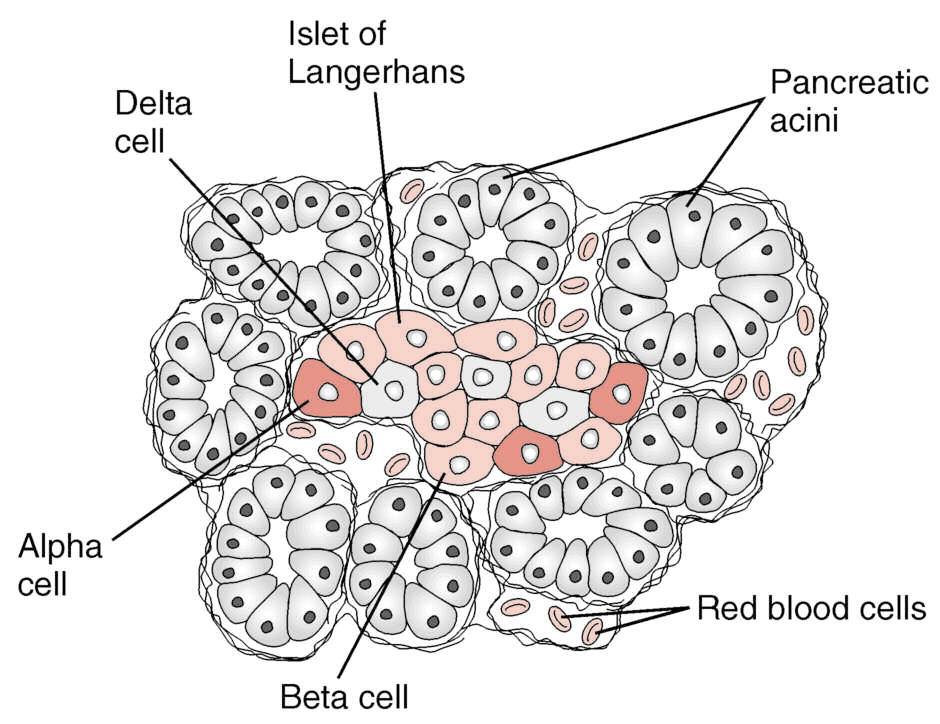 Islet of
Langerhans
Pancreatic
acini
Delta
cell
Alpha
cell
Red blood cells
Beta cell